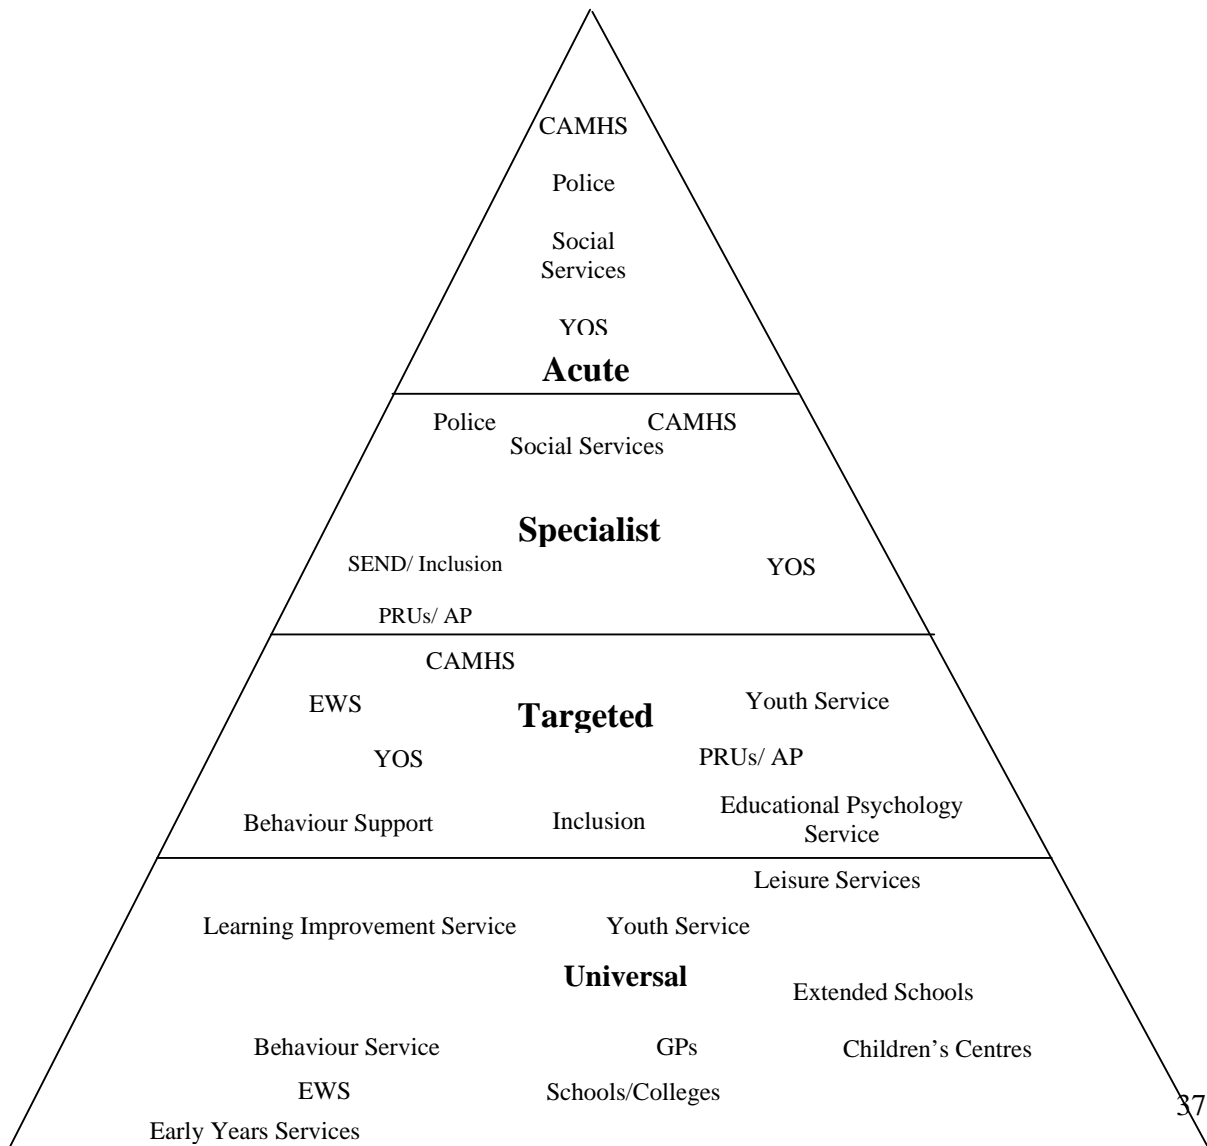 CAMHS
Police
Social
Services
YOS
Acute
Police CAMHS
Social Services
Specialist
SEND/ Inclusion YOS
PRUs/ AP
CAMHS
EWS Targeted Youth Service
YOS PRUs/ AP
Behaviour Support Inclusion Educational Psychology
Service
Leisure Services
Learning Improvement Service Youth Service
Universal
Extended Schools
Behaviour Service GPs Children’s Centres
EWS Schools/Colleges
37
Early Years Services